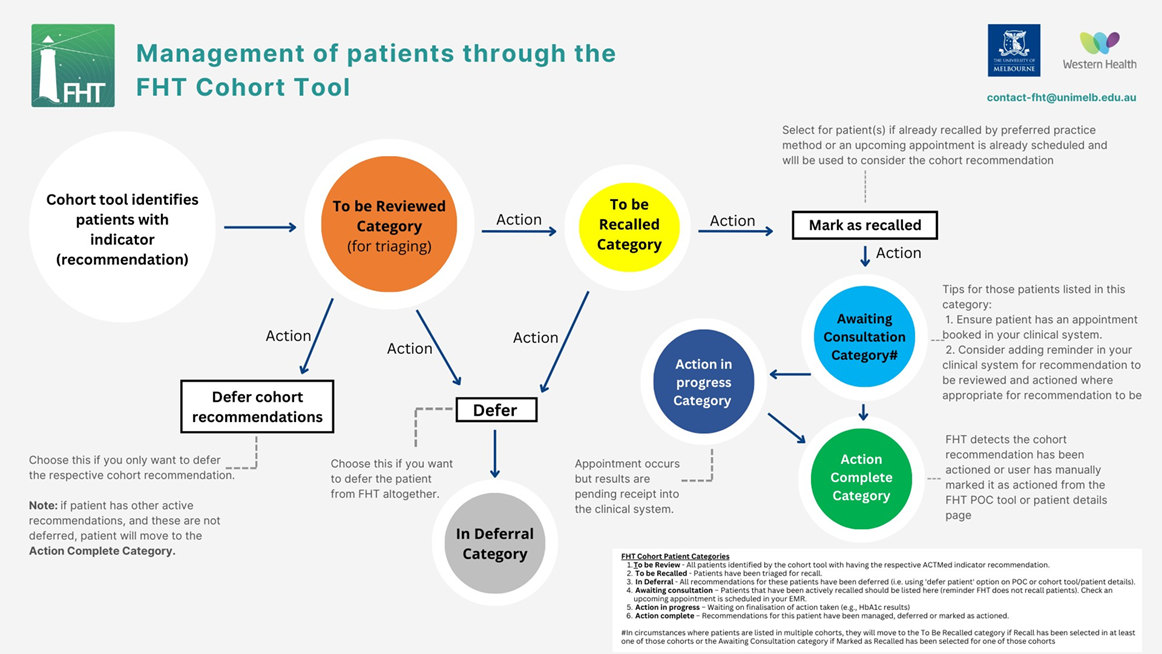 FHT
Management of patients through the
FHT Cohort Tool
THE UNIVERSITY OF
MELBOURNE
Western Health
contact-fht@unimelb.edu.au
Select for patient(s) if already recalled by preferred practice
method or an upcoming appointment is already scheduled and
will be used to consider the cohort recommendation
Cohort tool identifies
patients with
indicator
(recommendation)
To be Reviewed
Category
(for triaging)
Action
To be
Recalled
Category
Action
Mark as recalled
Action
Action
Action
Action
Awaiting
Consultation
Category#
Tips for those patients listed in this
category:
1. Ensure patient has an appointment
booked in your clinical system.
2. Consider adding reminder in your
clinical system for recommendation to
be reviewed and actioned where
appropriate for recommendation to be
Action in
progress
Category
Defer cohort
recommendations
Defer
Choose this if you only want to defer
the respective cohort recommendation.
Note: if patient has other active
recommendations, and these are not
deferred, patient will move to the
Action Complete Category.
Choose this if you want
to defer the patient
from FHT altogether.
Appointment occurs
but results are
pending receipt into
the clinical system.
Action
Complete
Category
FHT detects the cohort
recommendation has been
actioned or user has manually
marked it as actioned from the
FHT POC tool or patient details
page
In Deferral
Category
FHT Cohort Patient Categories
1. To be Review - All patients identified by the cohort tool with having the respective ACTMed indicator recommendation.
2. To be Recalled - Patients have been triaged for recall.
3. In Deferral - All recommendations for these patients have been deferred (i.e. using 'defer patient' option on POC or cohort tool/patient details).
4. Awaiting consultation – Patients that have been actively recalled should be listed here (reminder FHT does not recall patients). Check an
upcoming appointment is scheduled in your EMR.
5. Action in progress – Waiting on finalisation of action taken (e.g., HbA1c results)
6. Action complete – Recommendations for this patient have been managed, deferred or marked as actioned.
#In circumstances where patients are listed in multiple cohorts, they will move to the To Be Recalled category if Recall has been selected in at least
one of those cohorts or the Awaiting Consultation category if Marked as Recalled has been selected for one of those cohorts